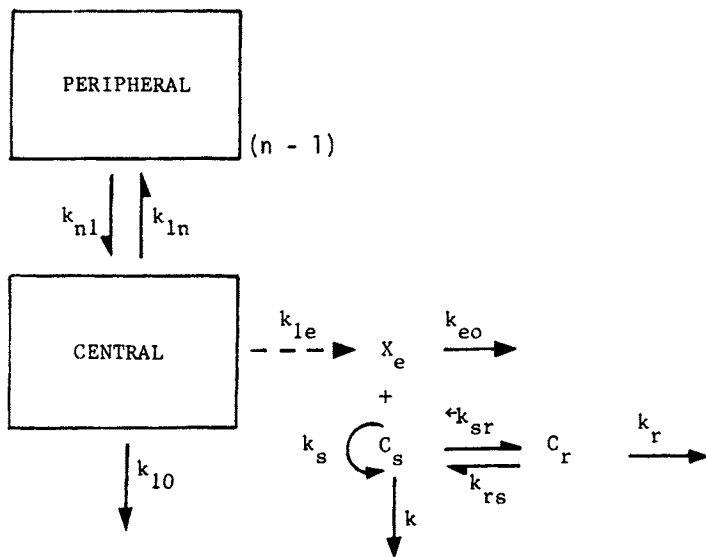 PERIPHERAL
(n - 1)
k_n1 k_1n
CENTRAL
k_1e
X_e
k_eo
+
k_s
C_s
←k_sr
k_rs
C_r
k_r
k_10
k